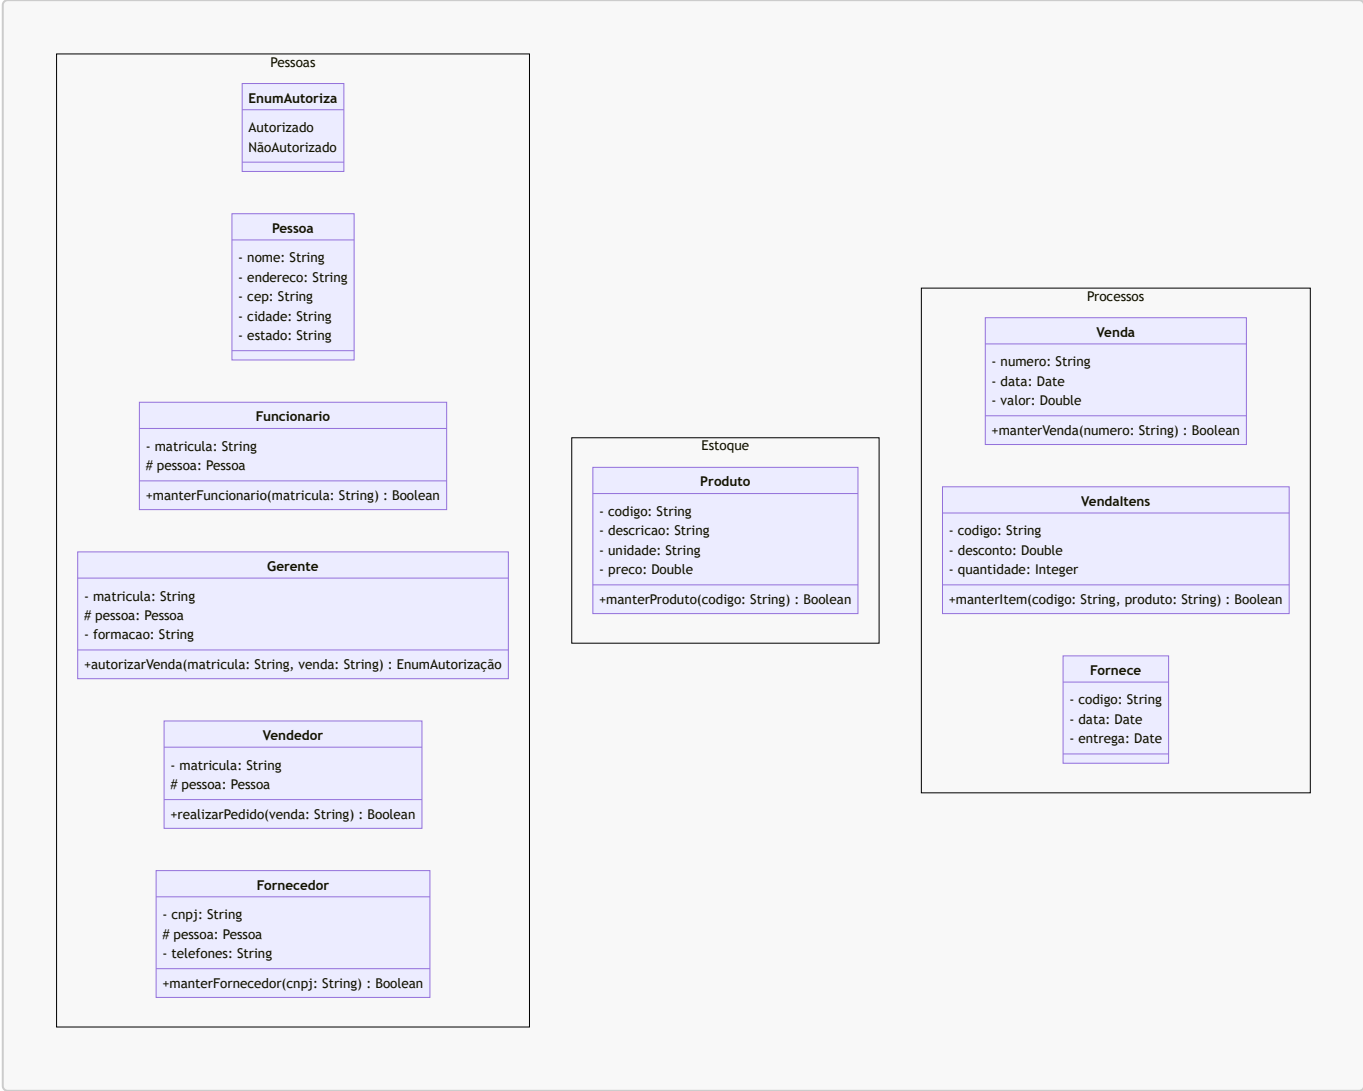 Pessoas
EnumAutoriza
Autorizado
NãoAutorizado
Pessoa
- nome: String
- endereco: String
- cep: String
- cidade: String
- estado: String
Funcionario
- matricula: String
# pessoa: Pessoa
+manterFuncionario(matricula: String) : Boolean
Gerente
- matricula: String
# pessoa: Pessoa
- formacao: String
+autorizarVenda(matricula: String, venda: String) : EnumAutorização
Vendedor
- matricula: String
# pessoa: Pessoa
+realizarPedido(venda: String) : Boolean
Fornecedor
- cnpj: String
# pessoa: Pessoa
- telefones: String
+manterFornecedor(cnpj: String) : Boolean
Estoque
Produto
- codigo: String
- descricao: String
- unidade: String
- preco: Double
+manterProduto(codigo: String) : Boolean
Processos
Venda
- numero: String
- data: Date
- valor: Double
+manterVenda(numero: String) : Boolean
VendaItens
- codigo: String
- desconto: Double
- quantidade: Integer
+manterItem(codigo: String, produto: String) : Boolean
Fornece
- codigo: String
- data: Date
- entrega: Date